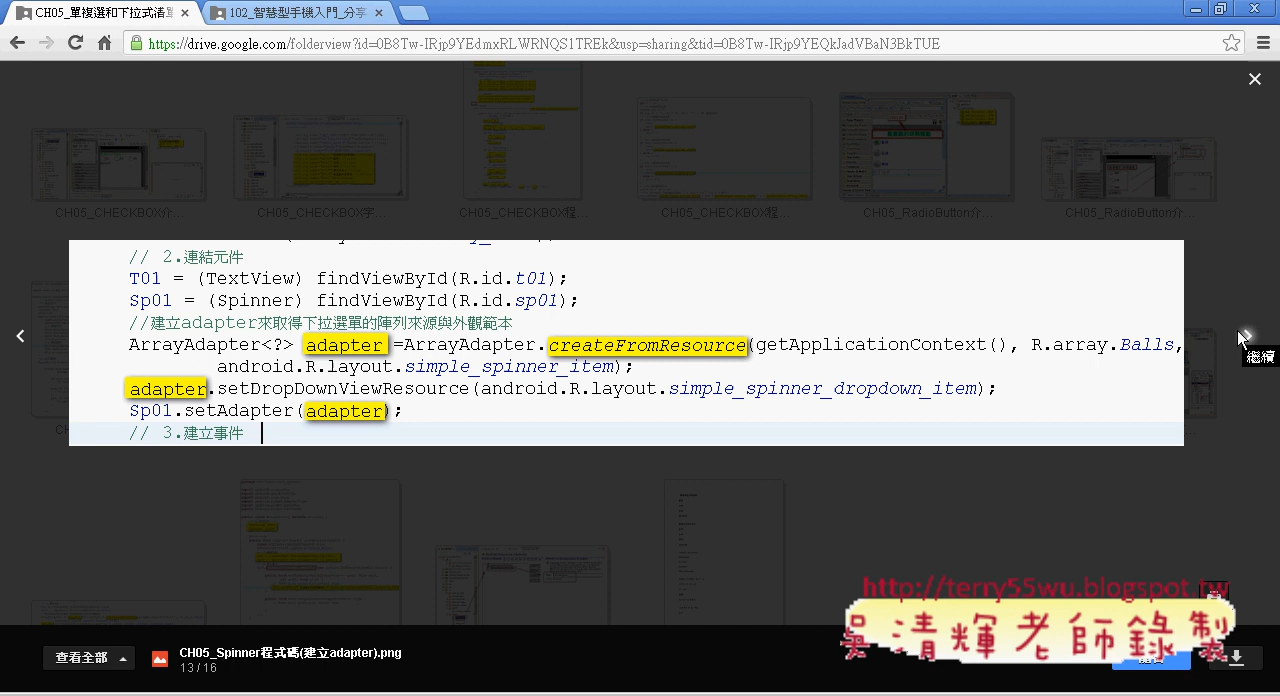 CH05_單複選和下拉式清單
102_智慧型手機入門_分享
https://drive.google.com/folderview?id=0B8Tw-IRjp9YEdmxRLWRNQS1TREk&usp=sharing&tid=0B8Tw-IRjp9YEQkJadVBaN3BkTUE
CH05_CHECKBOX介...
CH05_CHECKBOX字...
CH05_CHECKBOX程...
CH05_CHECKBOX程...
CH05_RadioButton介...
CH05_RadioButton介...
// 2.連結元件
T01 = (TextView) findViewById(R.id.t01);
Sp01 = (Spinner) findViewById(R.id.sp01);
//建立adapter來取得下拉選單的陣列來源與外觀範本
ArrayAdapter<?> adapter =ArrayAdapter.createFromResource(getApplicationContext(), R.array.Balls,
android.R.layout.simple_spinner_item);
adapter.setDropDownViewResource(android.R.layout.simple_spinner_dropdown_item);
Sp01.setAdapter(adapter);
// 3.建立事件
繼續
http://terry55wu.blogspot.tw
吳清輝老師錄製
查看全部
CH05_Spinner程式碼(建立adapter).png
13/16